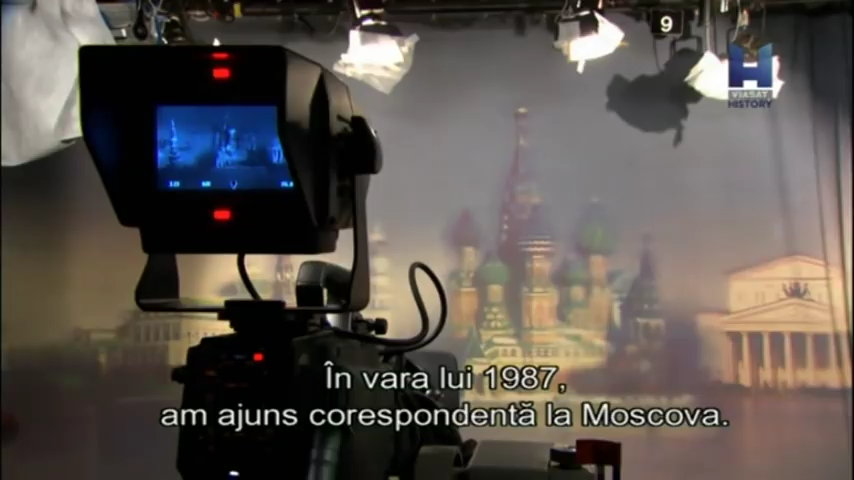 9
VIASAT
HISTORY
În vara lui 1987,
am ajuns corespondentă la Moscova.